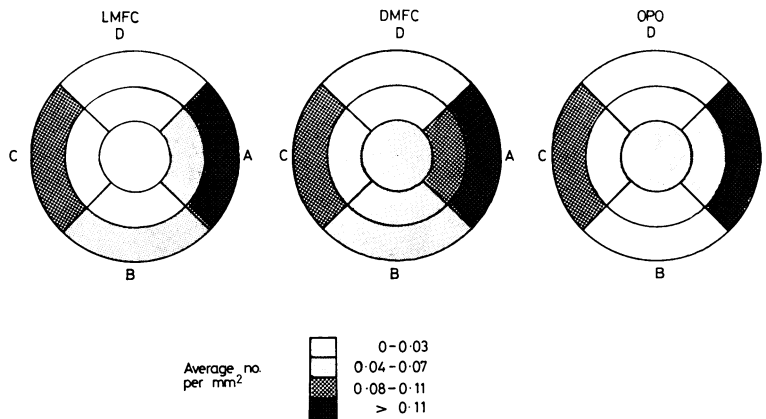 LMFC DMFC OPO
D D D
C A C A C
B B B
0-0·03
Average no. 0·04-0·07
per mm² 0·08-0·11
> 0·11